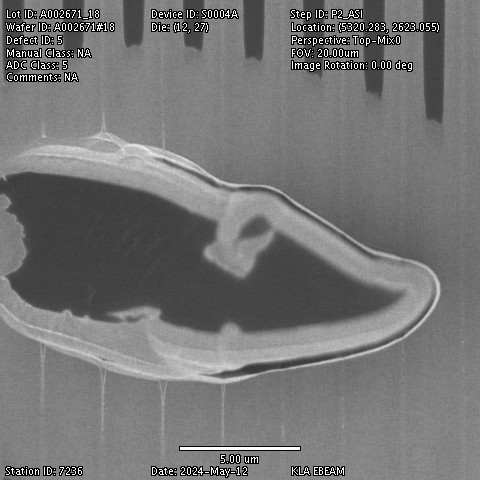 Lot ID: A002671_18
Wafer ID: A002671#18
Defect ID: 5
Manual Class: NA
ADC Class: 5
Comments: NA
Device ID: S0004A
Die: (12, 27)
Step ID: P2_ASI
Location: (5320.283, 2623.055)
Perspective: Top-Mix0
FOV: 20.00um
Image Rotation: 0.00 deg
5.00 um
Station ID: 7236
Date: 2024-May-12
KLA EBEAM